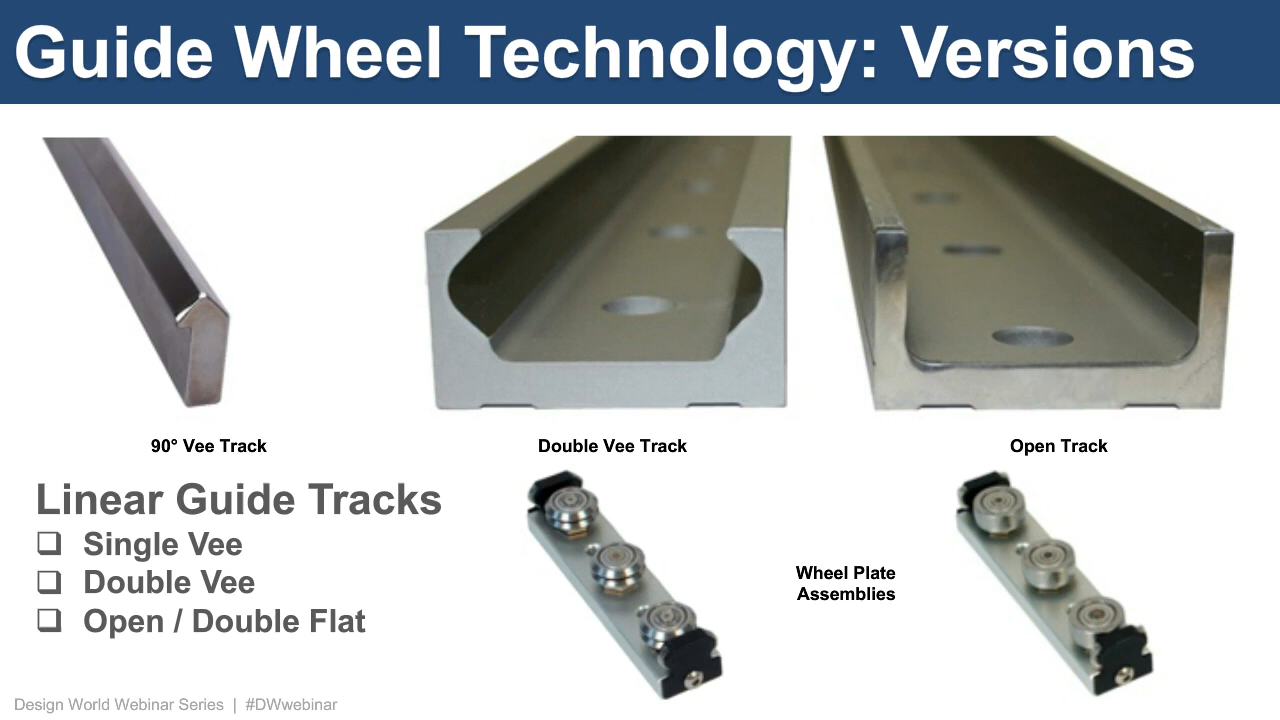 Guide Wheel Technology: Versions
90° Vee Track
Double Vee Track
Open Track
Linear Guide Tracks
❑ Single Vee
❑ Double Vee
❑ Open / Double Flat
Wheel Plate
Assemblies
Design World Webinar Series | #DWwebinar